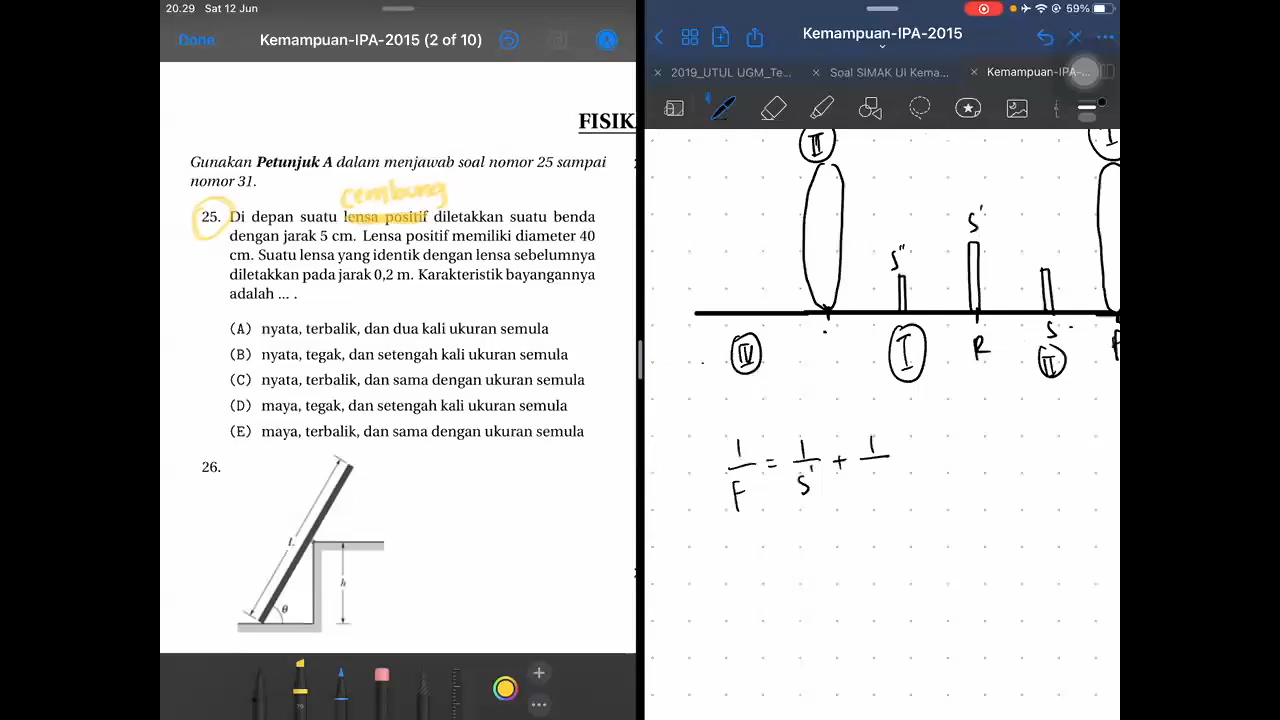 20.29 Sat 12 Jun
59%
Done
Kemampuan-IPA-2015 (2 of 10)
Kemampuan-IPA-2015
2019_UTUL UGM_Te...
Soal SIMAK UI Kema...
Kemampuan-IPA-...
FISIK
Gunakan Petunjuk A dalam menjawab soal nomor 25 sampai
nomor 31.
cembung
25. Di depan suatu lensa positif diletakkan suatu benda
dengan jarak 5 cm. Lensa positif memiliki diameter 40
cm. Suatu lensa yang identik dengan lensa sebelumnya
diletakkan pada jarak 0,2 m. Karakteristik bayangannya
adalah ... .
(A) nyata, terbalik, dan dua kali ukuran semula
(B) nyata, tegak, dan setengah kali ukuran semula
(C) nyata, terbalik, dan sama dengan ukuran semula
(D) maya, tegak, dan setengah kali ukuran semula
(E) maya, terbalik, dan sama dengan ukuran semula
26.
L
h
θ
II
I
S'
S"
S
IV
I
R
II
1/F = 1/S' + 1